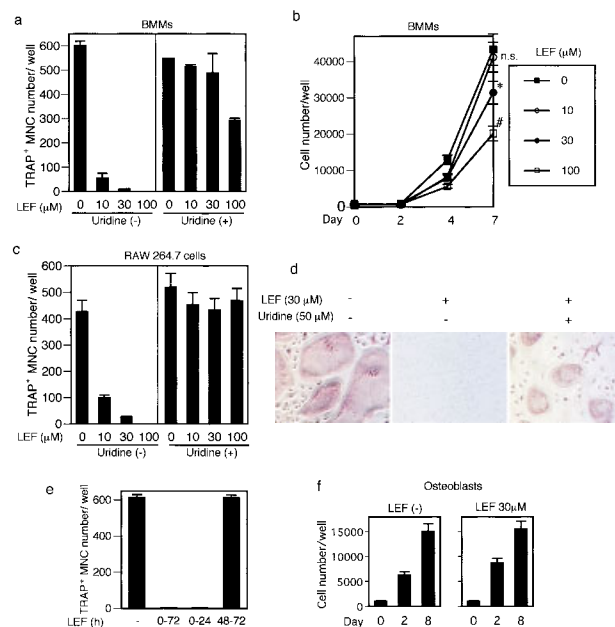 a
BMMs
TRAP⁺ MNC number/well
600
500
400
300
200
100
0
0 10 30 100 0 10 30 100
LEF (μM)
Uridine (-) Uridine (+)
b
BMMs
Cell number/well
40000
30000
20000
10000
0
n.s.
*
#
Day 0 2 4 7
LEF (μM)
0
10
30
100
c
RAW 264.7 cells
TRAP⁺ MNC number/well
600
500
400
300
200
100
0
0 10 30 100 0 10 30 100
LEF (μM)
Uridine (-) Uridine (+)
d
LEF (30 μM) - + +
Uridine (50 μM) - - +
e
TRAP⁺ MNC number/well
600
400
200
0
LEF (h) - 0-72 0-24 48-72
f
Osteoblasts
LEF (-) LEF 30μM
Cell number/well
15000
10000
5000
0
Day 0 2 8 0 2 8